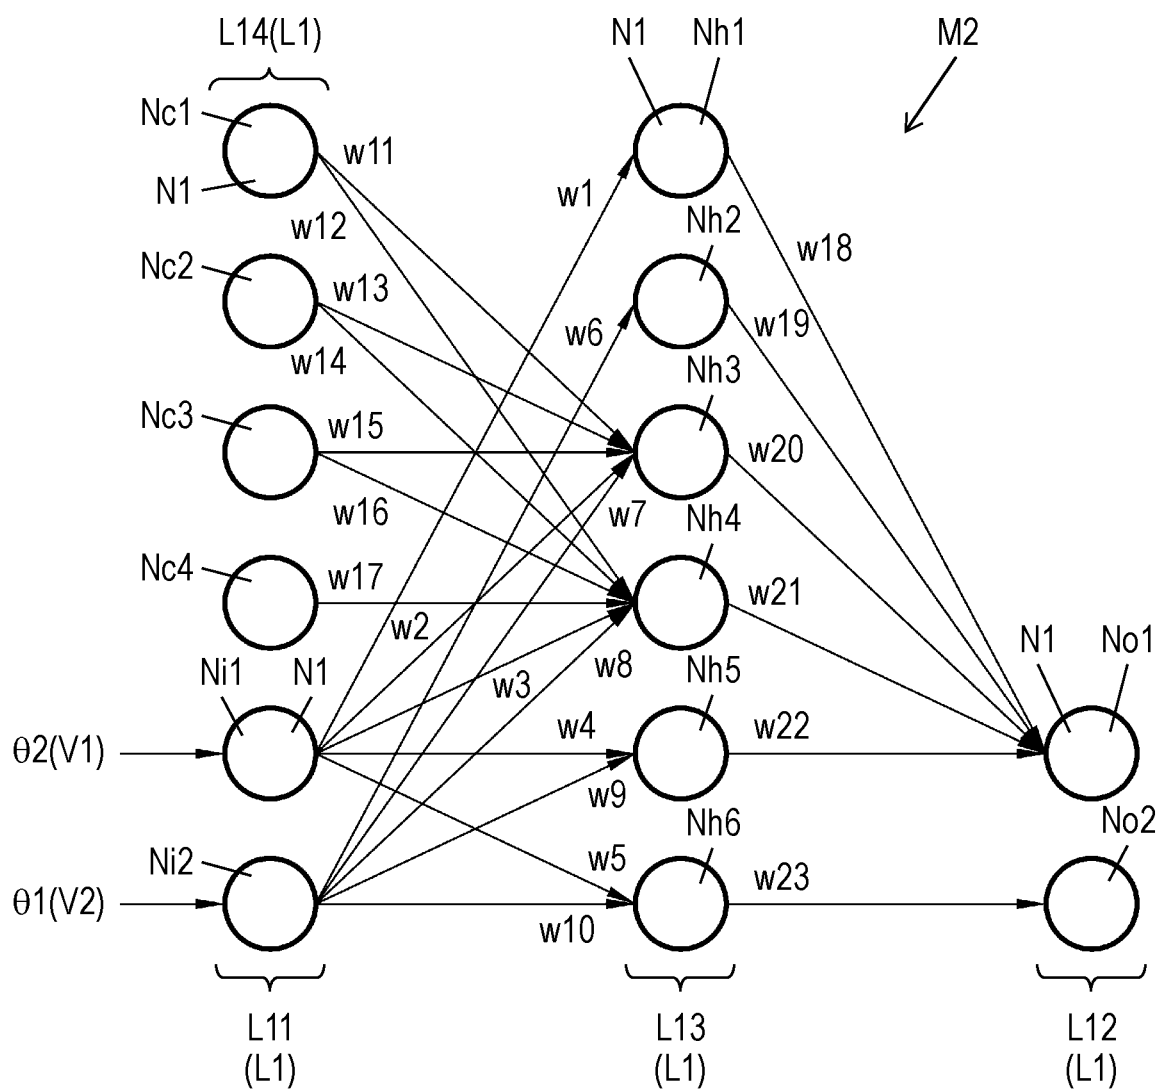 L14(L1)
N1
Nh1
M2
Nc1
w11
N1
w1
w12
Nh2
w18
Nc2
w13
w6
w19
w14
Nh3
Nc3
w15
w20
w16
w7
Nh4
Nc4
w17
w21
w2
Ni1
N1
w3
w8
Nh5
N1
No1
θ2(V1)
w4
w22
w9
Nh6
No2
Ni2
w5
w23
θ1(V2)
w10
L11
(L1)
L13
(L1)
L12
(L1)